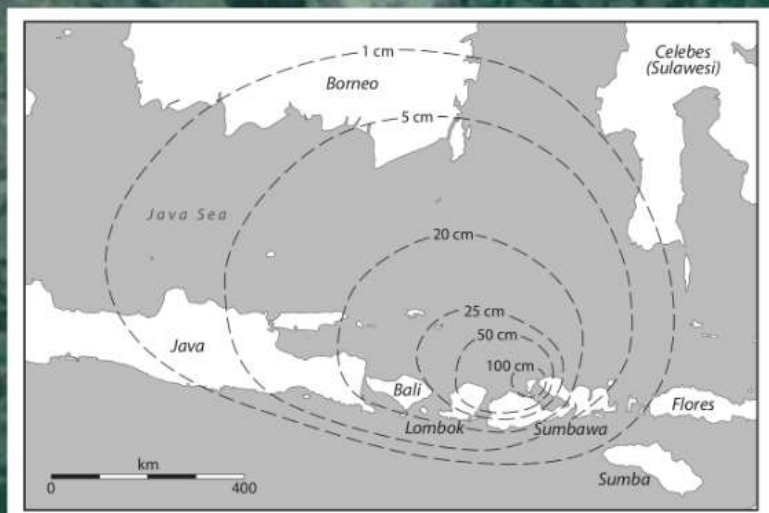 1 cm
Celebes
(Sulawesi)
Borneo
5 cm
Java Sea
20 cm
25 cm
50 cm
Java
100 cm
Bali
Flores
Lombok
Sumbawa
km
0 400
Sumba